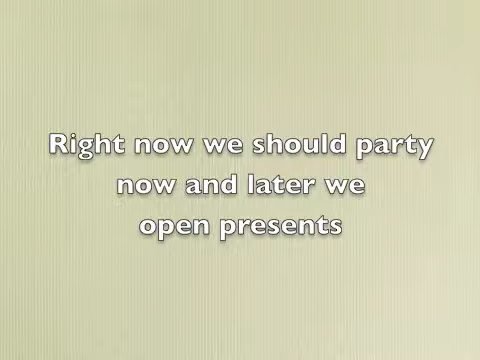 Right now we should party
now and later we
open presents